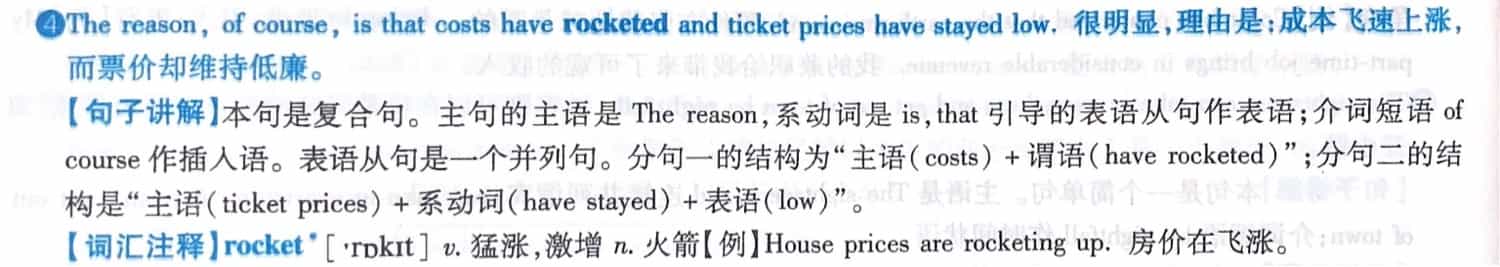 ❹The reason, of course, is that costs have rocketed and ticket prices have stayed low. 很明显,理由是:成本飞速上涨,
而票价却维持低廉。
【句子讲解】本句是复合句。主句的主语是 The reason,系动词是 is,that 引导的表语从句作表语;介词短语 of
course 作插入语。表语从句是一个并列句。分句一的结构为“主语(costs)+谓语(have rocketed)”;分句二的结
构是“主语(ticket prices)+系动词(have stayed)+表语(low)”。
【词汇注释】rocket* [ˈrɒkɪt] v. 猛涨,激增 n. 火箭【例】House prices are rocketing up. 房价在飞涨。